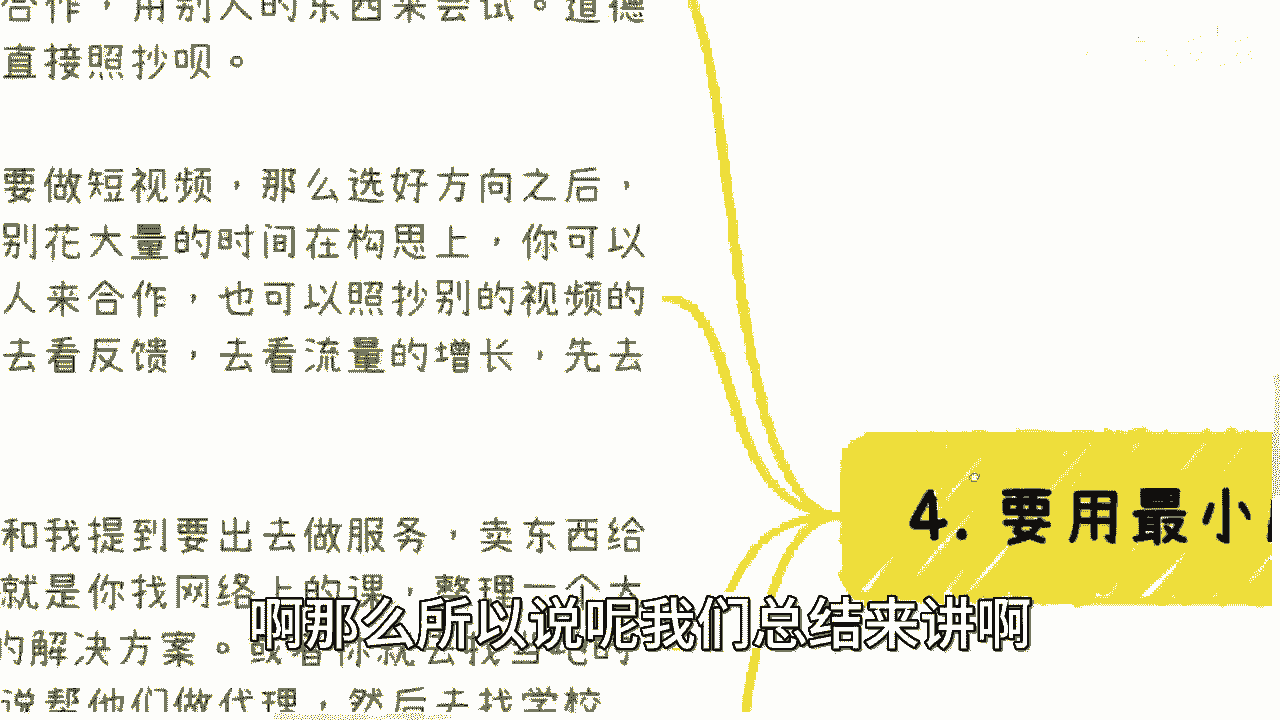 合作，用别人的东西来尝试。道德
直接照抄呗。
要做短视频，那么选好方向之后，
别花大量的时间在构思上，你可以
人来合作，也可以照抄别的视频的
去看反馈，去看流量的增长，先去
4. 要用最小
和我提到要出去做服务，卖东西给
就是你找网络上的课，整理一个大
的解决方案。或者你就去找当地的
说帮他们做代理，然后去找学校
啊那么所以说呢我们总结来讲啊